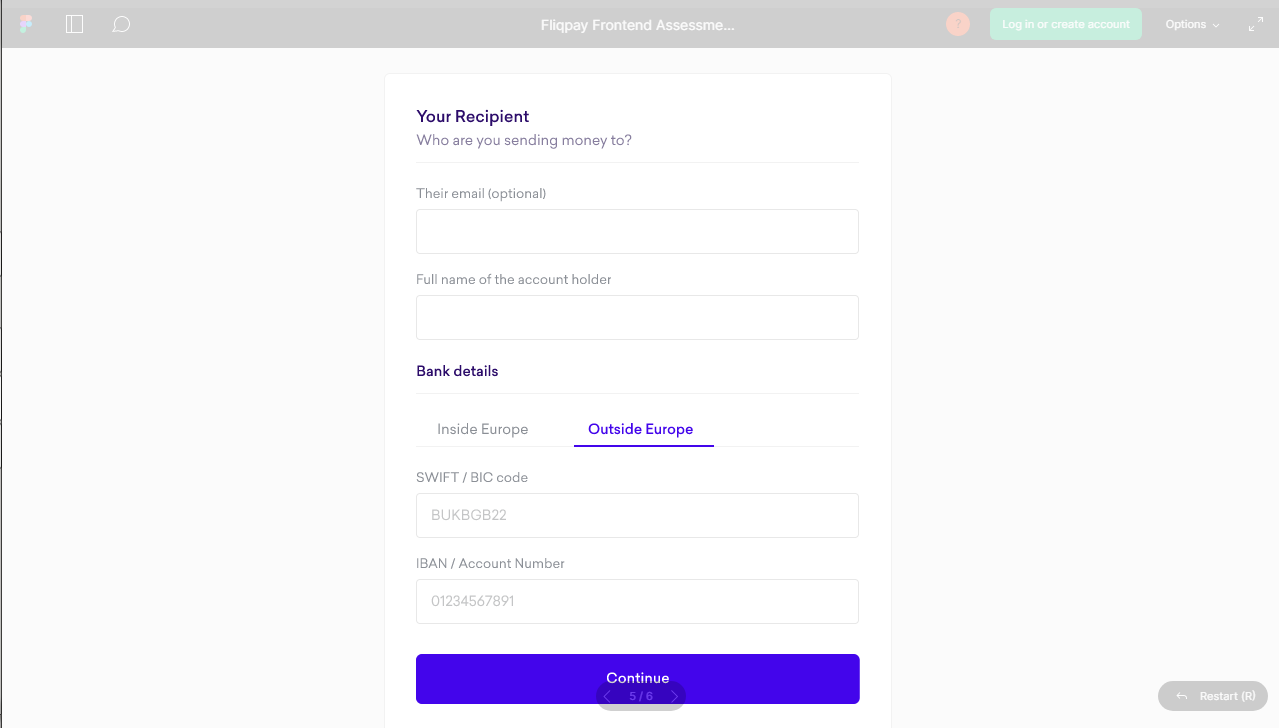 Fliqpay Frontend Assessme...
?
Log in or create account
Options
Your Recipient
Who are you sending money to?
Their email (optional)
Full name of the account holder
Bank details
Inside Europe
Outside Europe
SWIFT / BIC code
BUKBGB22
IBAN / Account Number
01234567891
Continue
5 / 6
Restart (R)